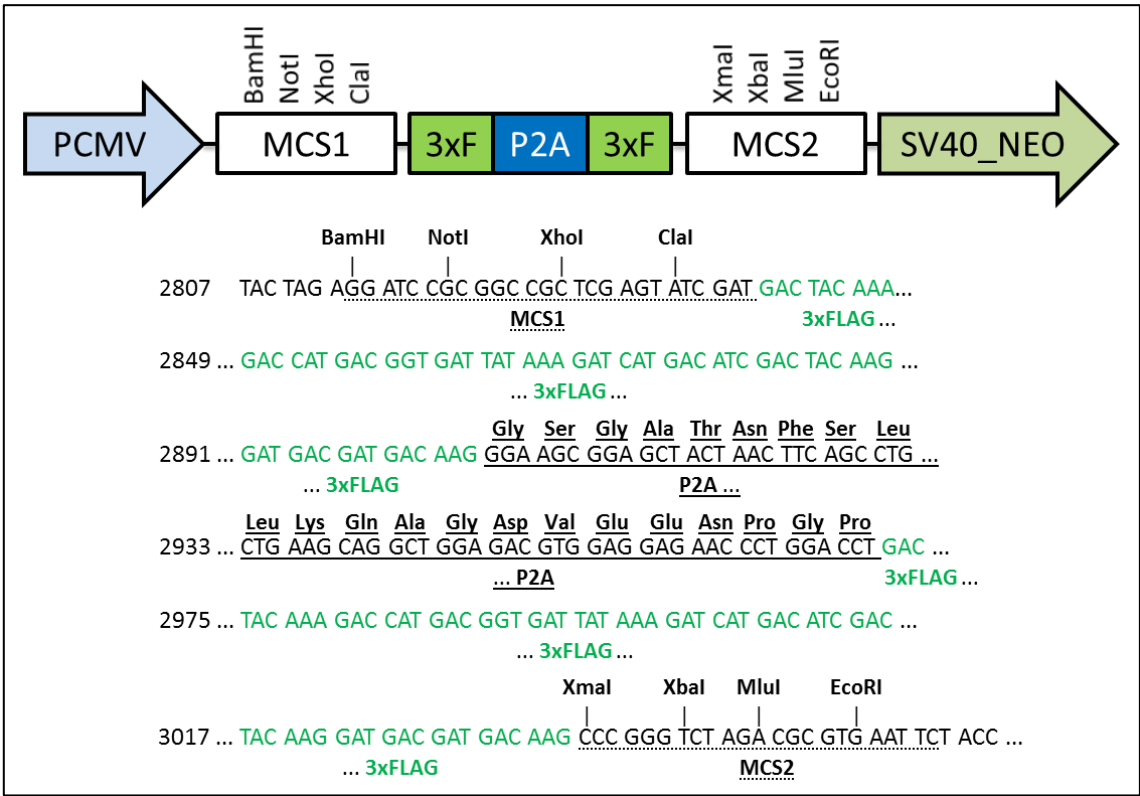 BamHI NotI XhoI ClaI XmaI XbaI MluI EcoRI
PCMV MCS1 3xF P2A 3xF MCS2 SV40_NEO
BamHI NotI XhoI ClaI
2807 TAC TAG AGG ATC CGC GGC CGC TCG AGT ATC GAT GAC TAC AAA...
MCS1 3xFLAG ...
2849 ... GAC CAT GAC GGT GAT TAT AAA GAT CAT GAC ATC GAC TAC AAG ...
... 3xFLAG ...
Gly Ser Gly Ala Thr Asn Phe Ser Leu
2891 ... GAT GAC GAT GAC AAG GGA AGC GGA GCT ACT AAC TTC AGC CTG ...
... 3xFLAG P2A ...
Leu Lys Gln Ala Gly Asp Val Glu Glu Asn Pro Gly Pro
2933 ... CTG AAG CAG GCT GGA GAC GTG GAG GAG AAC CCT GGA CCT GAC ...
... P2A 3xFLAG ...
2975 ... TAC AAA GAC CAT GAC GGT GAT TAT AAA GAT CAT GAC ATC GAC ...
... 3xFLAG ...
XmaI XbaI MluI EcoRI
3017 ... TAC AAG GAT GAC GAT GAC AAG CCC GGG TCT AGA CGC GTG AAT TCT ACC ...
... 3xFLAG MCS2